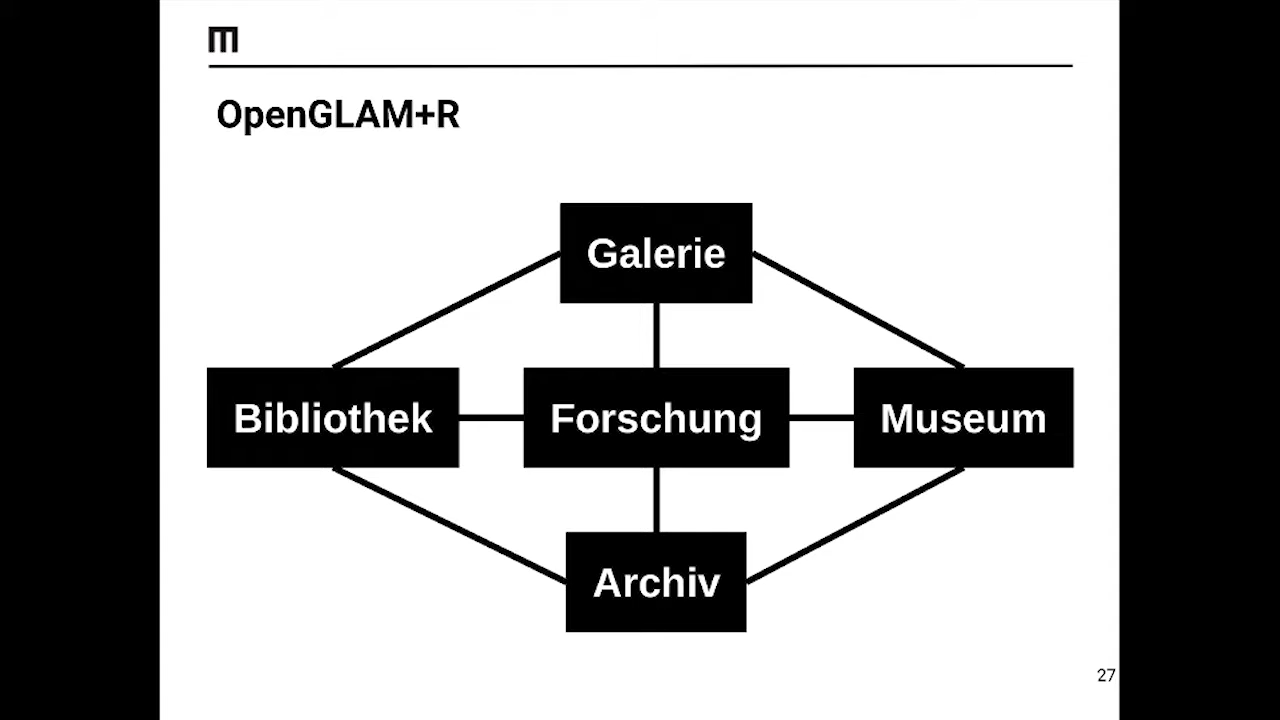 m
OpenGLAM+R
Galerie
Bibliothek
Forschung
Museum
Archiv
27